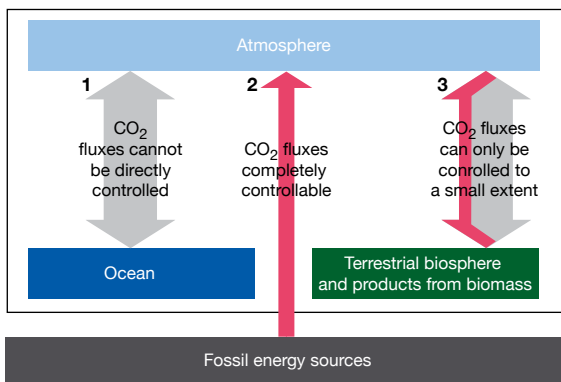 Atmosphere
1
CO2
fluxes cannot
be directly
controlled
2
CO2 fluxes
completely
controllable
3
CO2 fluxes
can only be
conrolled to
a small extent
Ocean
Terrestrial biosphere
and products from biomass
Fossil energy sources